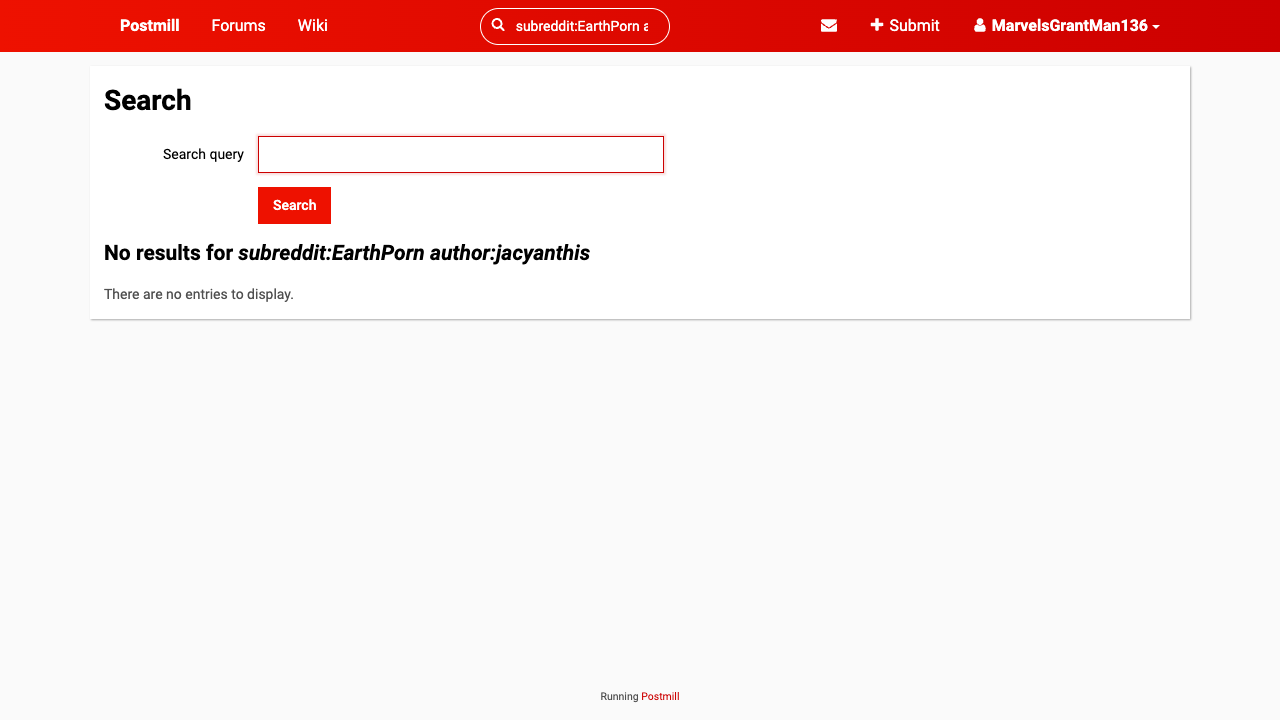 Postmill Forums Wiki subreddit:EarthPorn a Submit MarvelsGrantMan136
Search
Search query
Search
No results for subreddit:EarthPorn author:jacyanthis
There are no entries to display.
Running Postmill